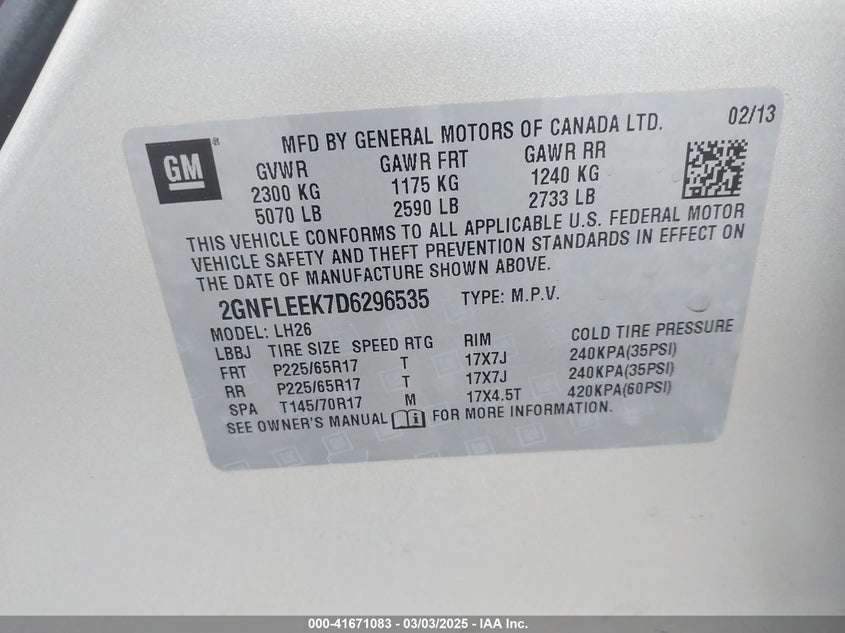 GM®
MFD BY GENERAL MOTORS OF CANADA LTD. 02/13
GVWR GAWR FRT GAWR RR
2300 KG 1175 KG 1240 KG
5070 LB 2590 LB 2733 LB
THIS VEHICLE CONFORMS TO ALL APPLICABLE U.S. FEDERAL MOTOR
VEHICLE SAFETY AND THEFT PREVENTION STANDARDS IN EFFECT ON
THE DATE OF MANUFACTURE SHOWN ABOVE.
2GNFLEEK7D6296535 TYPE: M.P.V.
MODEL: LH26
LBBJ TIRE SIZE SPEED RTG RIM COLD TIRE PRESSURE
FRT P225/65R17 T 17X7J 240KPA(35PSI)
RR P225/65R17 T 17X7J 240KPA(35PSI)
SPA T145/70R17 M 17X4.5T 420KPA(60PSI)
SEE OWNER'S MANUAL i FOR MORE INFORMATION.
000-41671083 - 03/03/2025 - IAA Inc.